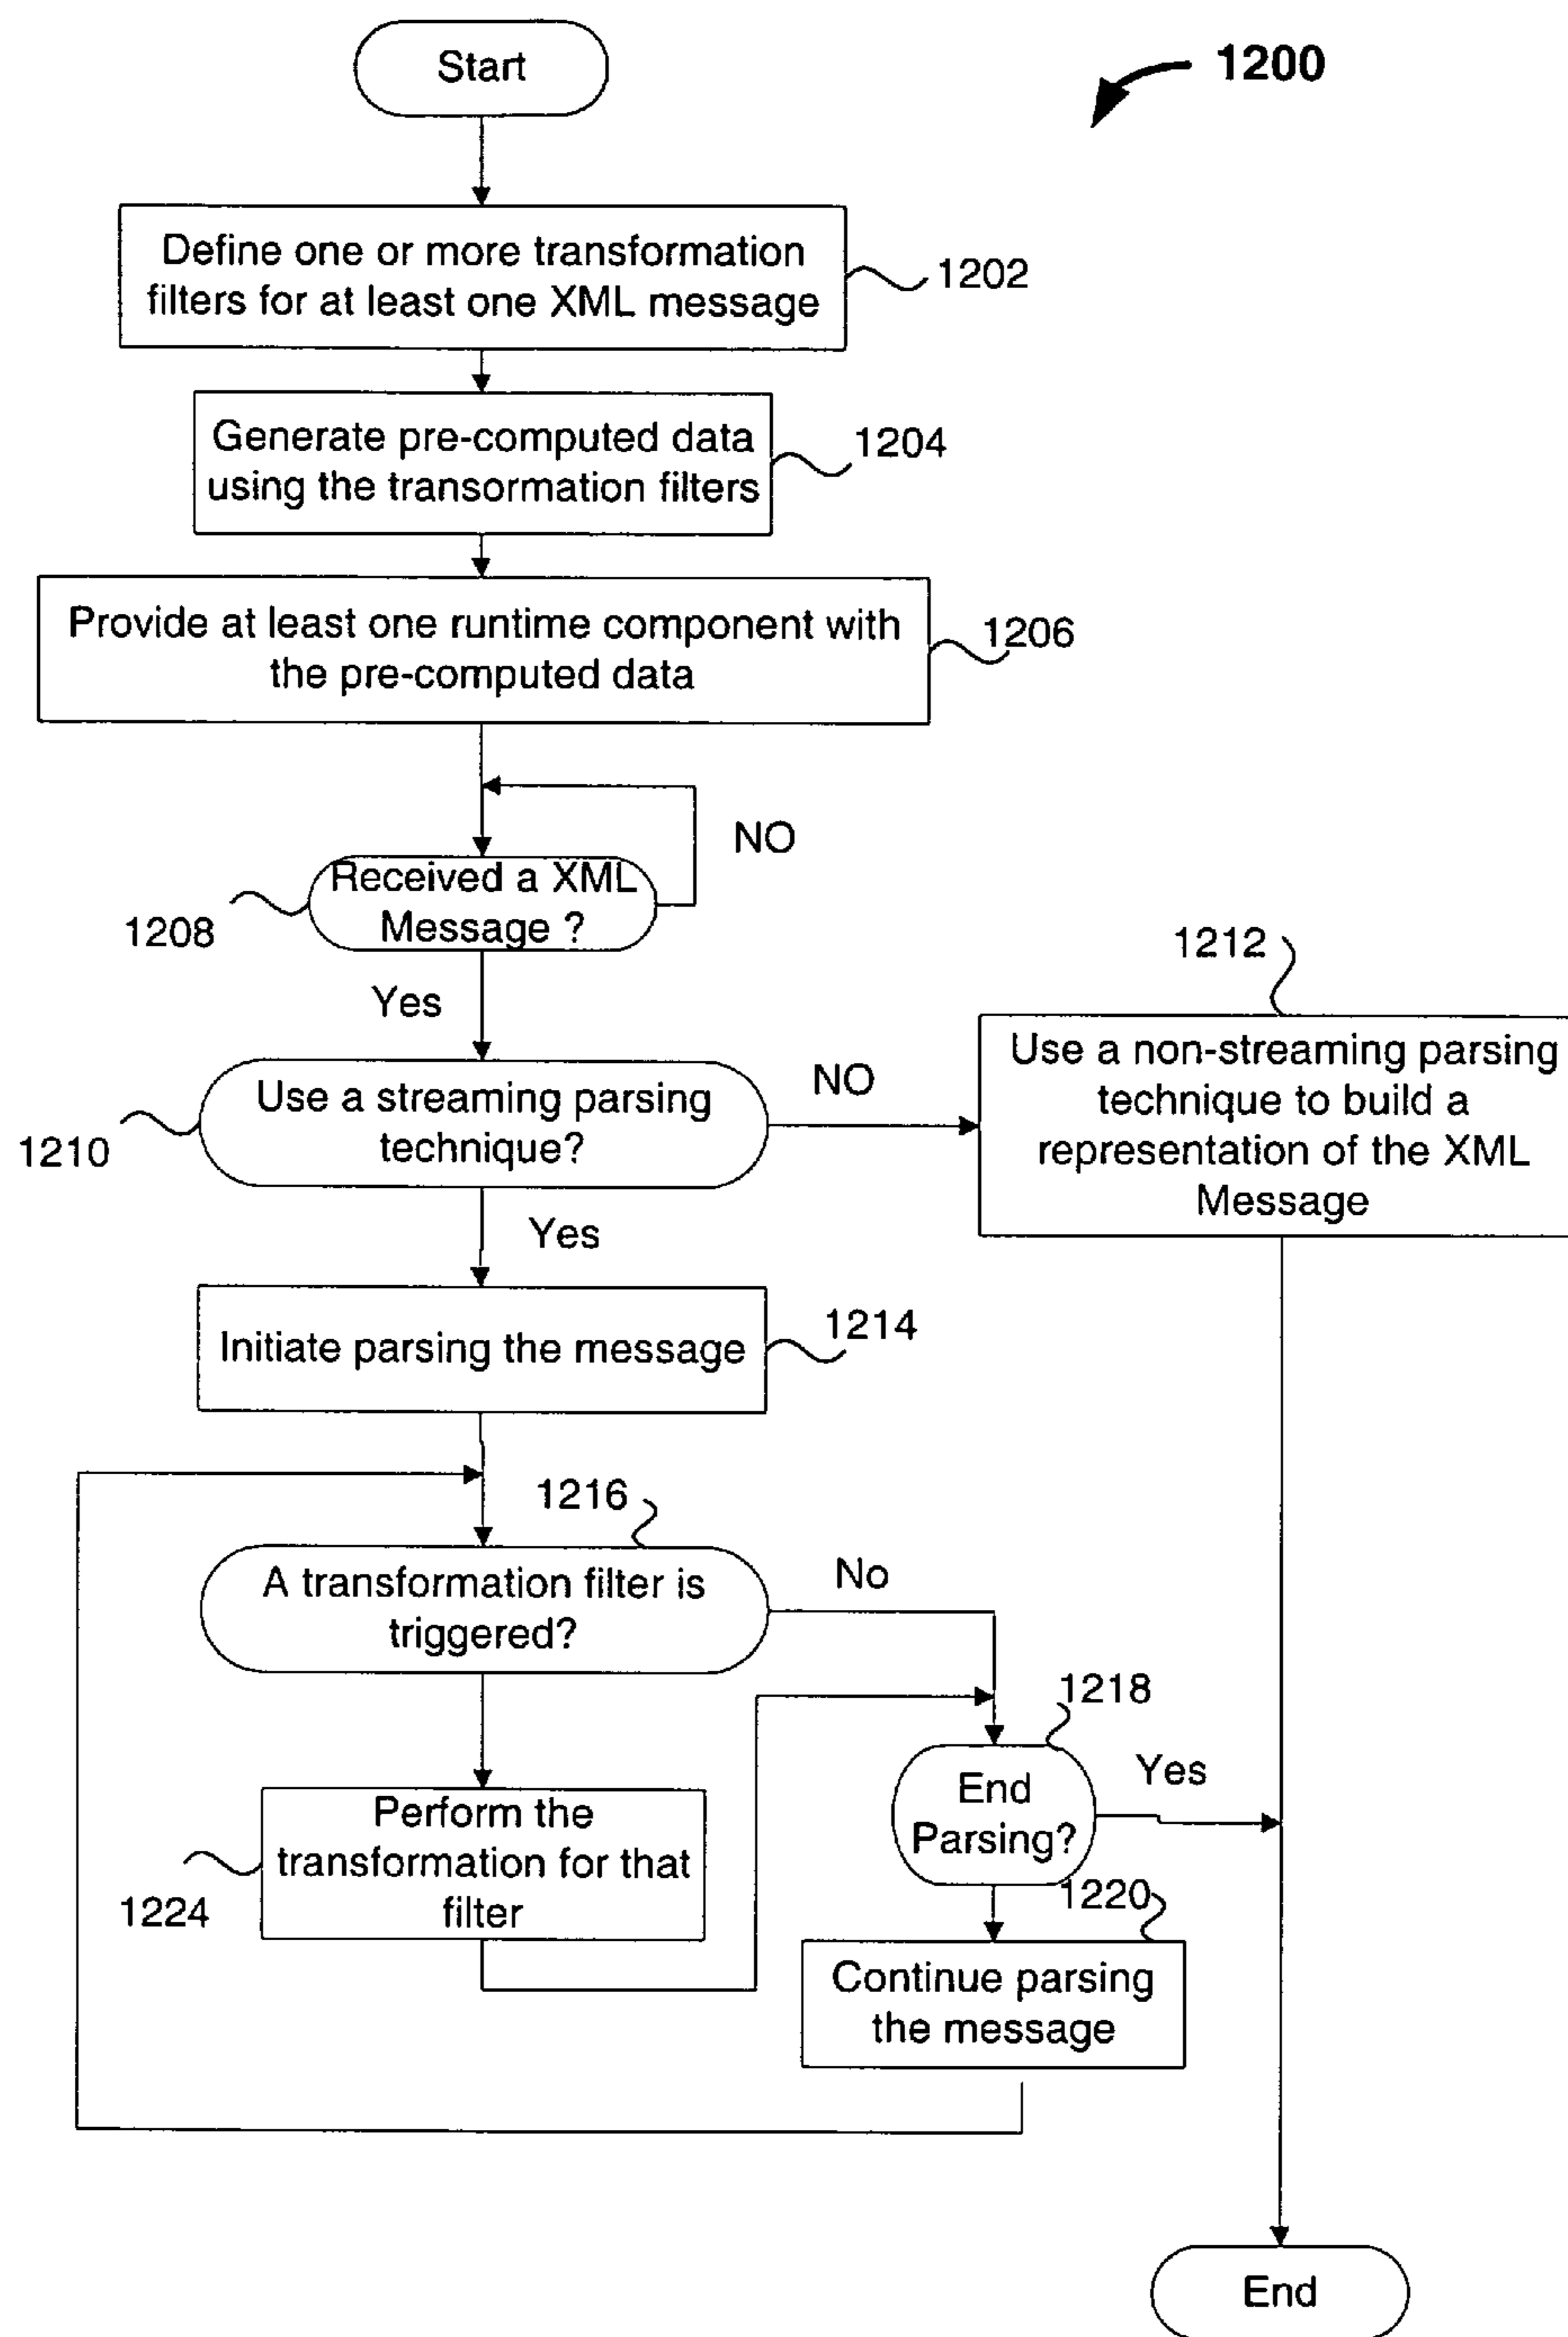 Start
1200
Define one or more transformation
filters for at least one XML message
1202
Generate pre-computed data
using the transormation filters
1204
Provide at least one runtime component with
the pre-computed data
1206
NO
Received a XML
Message ?
1208
Yes
1212
Use a streaming parsing
technique?
1210
NO
Use a non-streaming parsing
technique to build a
representation of the XML
Message
Yes
Initiate parsing the message
1214
1216
A transformation filter is
triggered?
No
1218
End
Parsing?
Yes
Perform the
transformation for that
filter
1224
1220
Continue parsing
the message
End